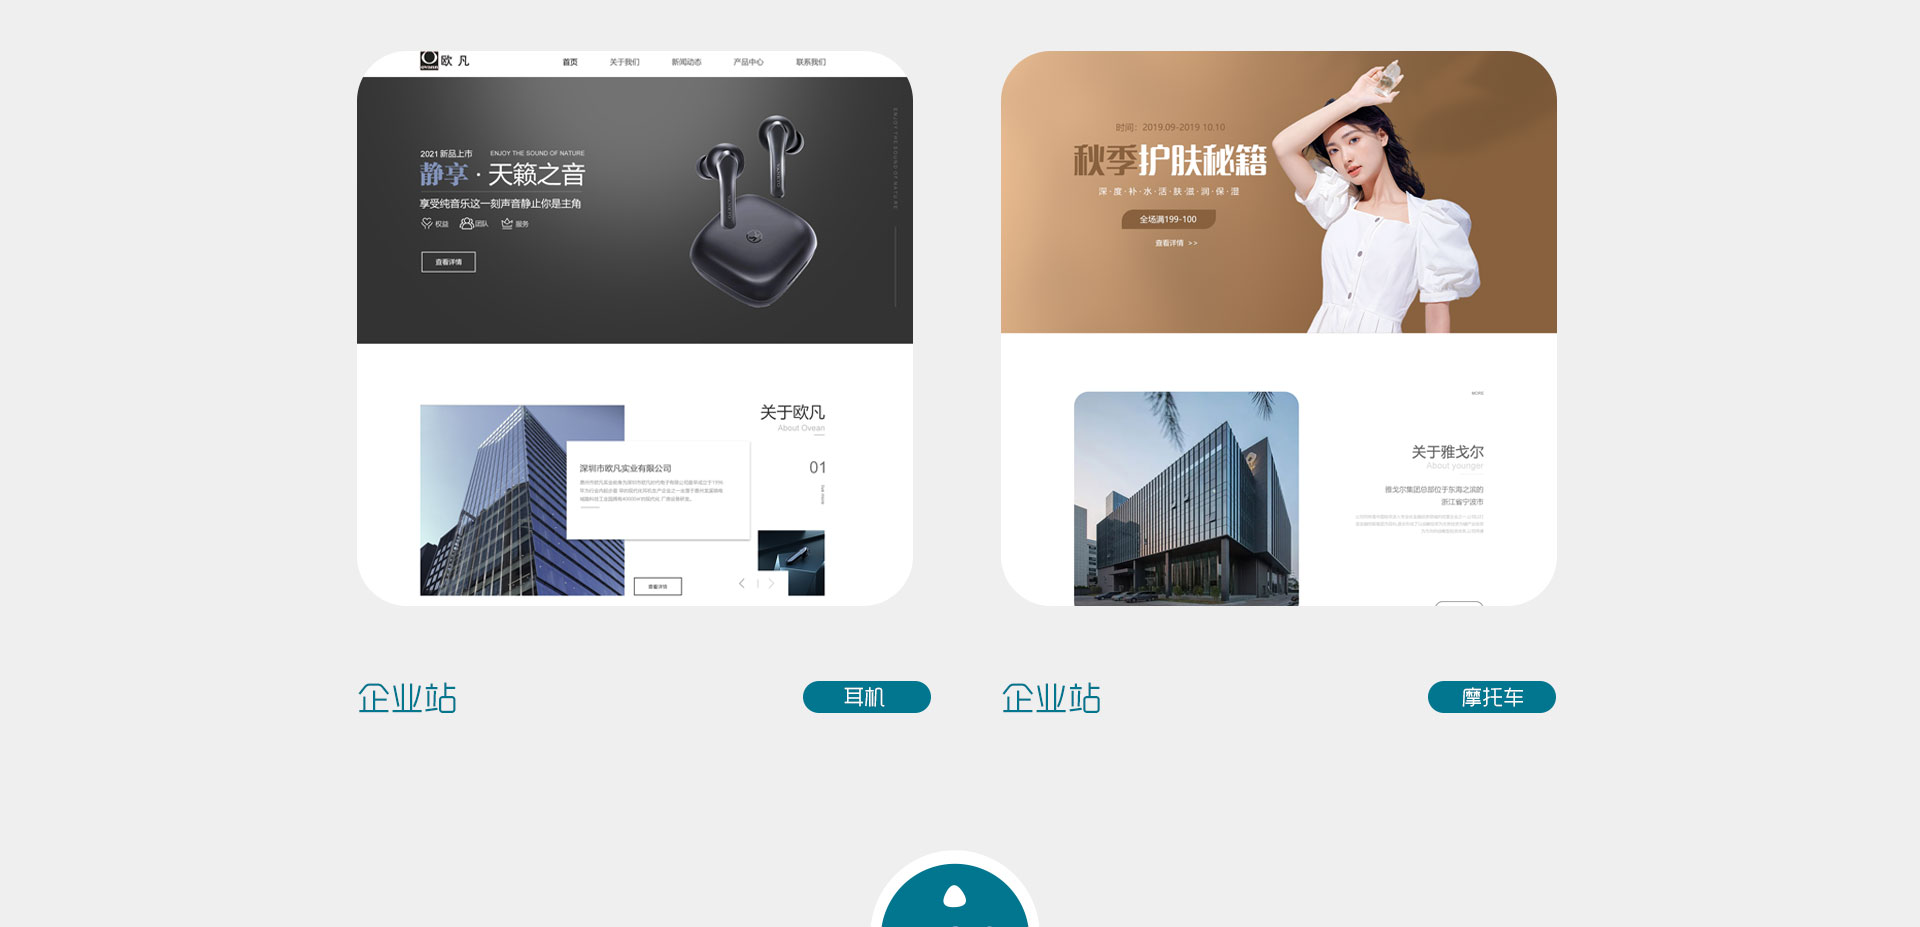 欧 凡
首页
关于我们
新闻动态
产品中心
联系我们
2021 新品上市
ENJOY THE SOUND OF NATURE
静享 · 天籁之音
享受纯音乐这一刻声音静止你是主角
权益
团队
服务
查看详情
ENJOY THE SOUND OF NATURE
关于欧凡
About Ovean
01
深圳市欧凡实业有限公司
查看详情
企业站
耳机
时间：2019.09-2019 10.10
秋季护肤秘籍
深·度·补·水·活·肤·滋·润·保·湿
全场满199-100
查看详情 >>
MORE
关于雅戈尔
About younger
雅戈尔集团总部位于东海之滨的
浙江省宁波市
企业站
摩托车